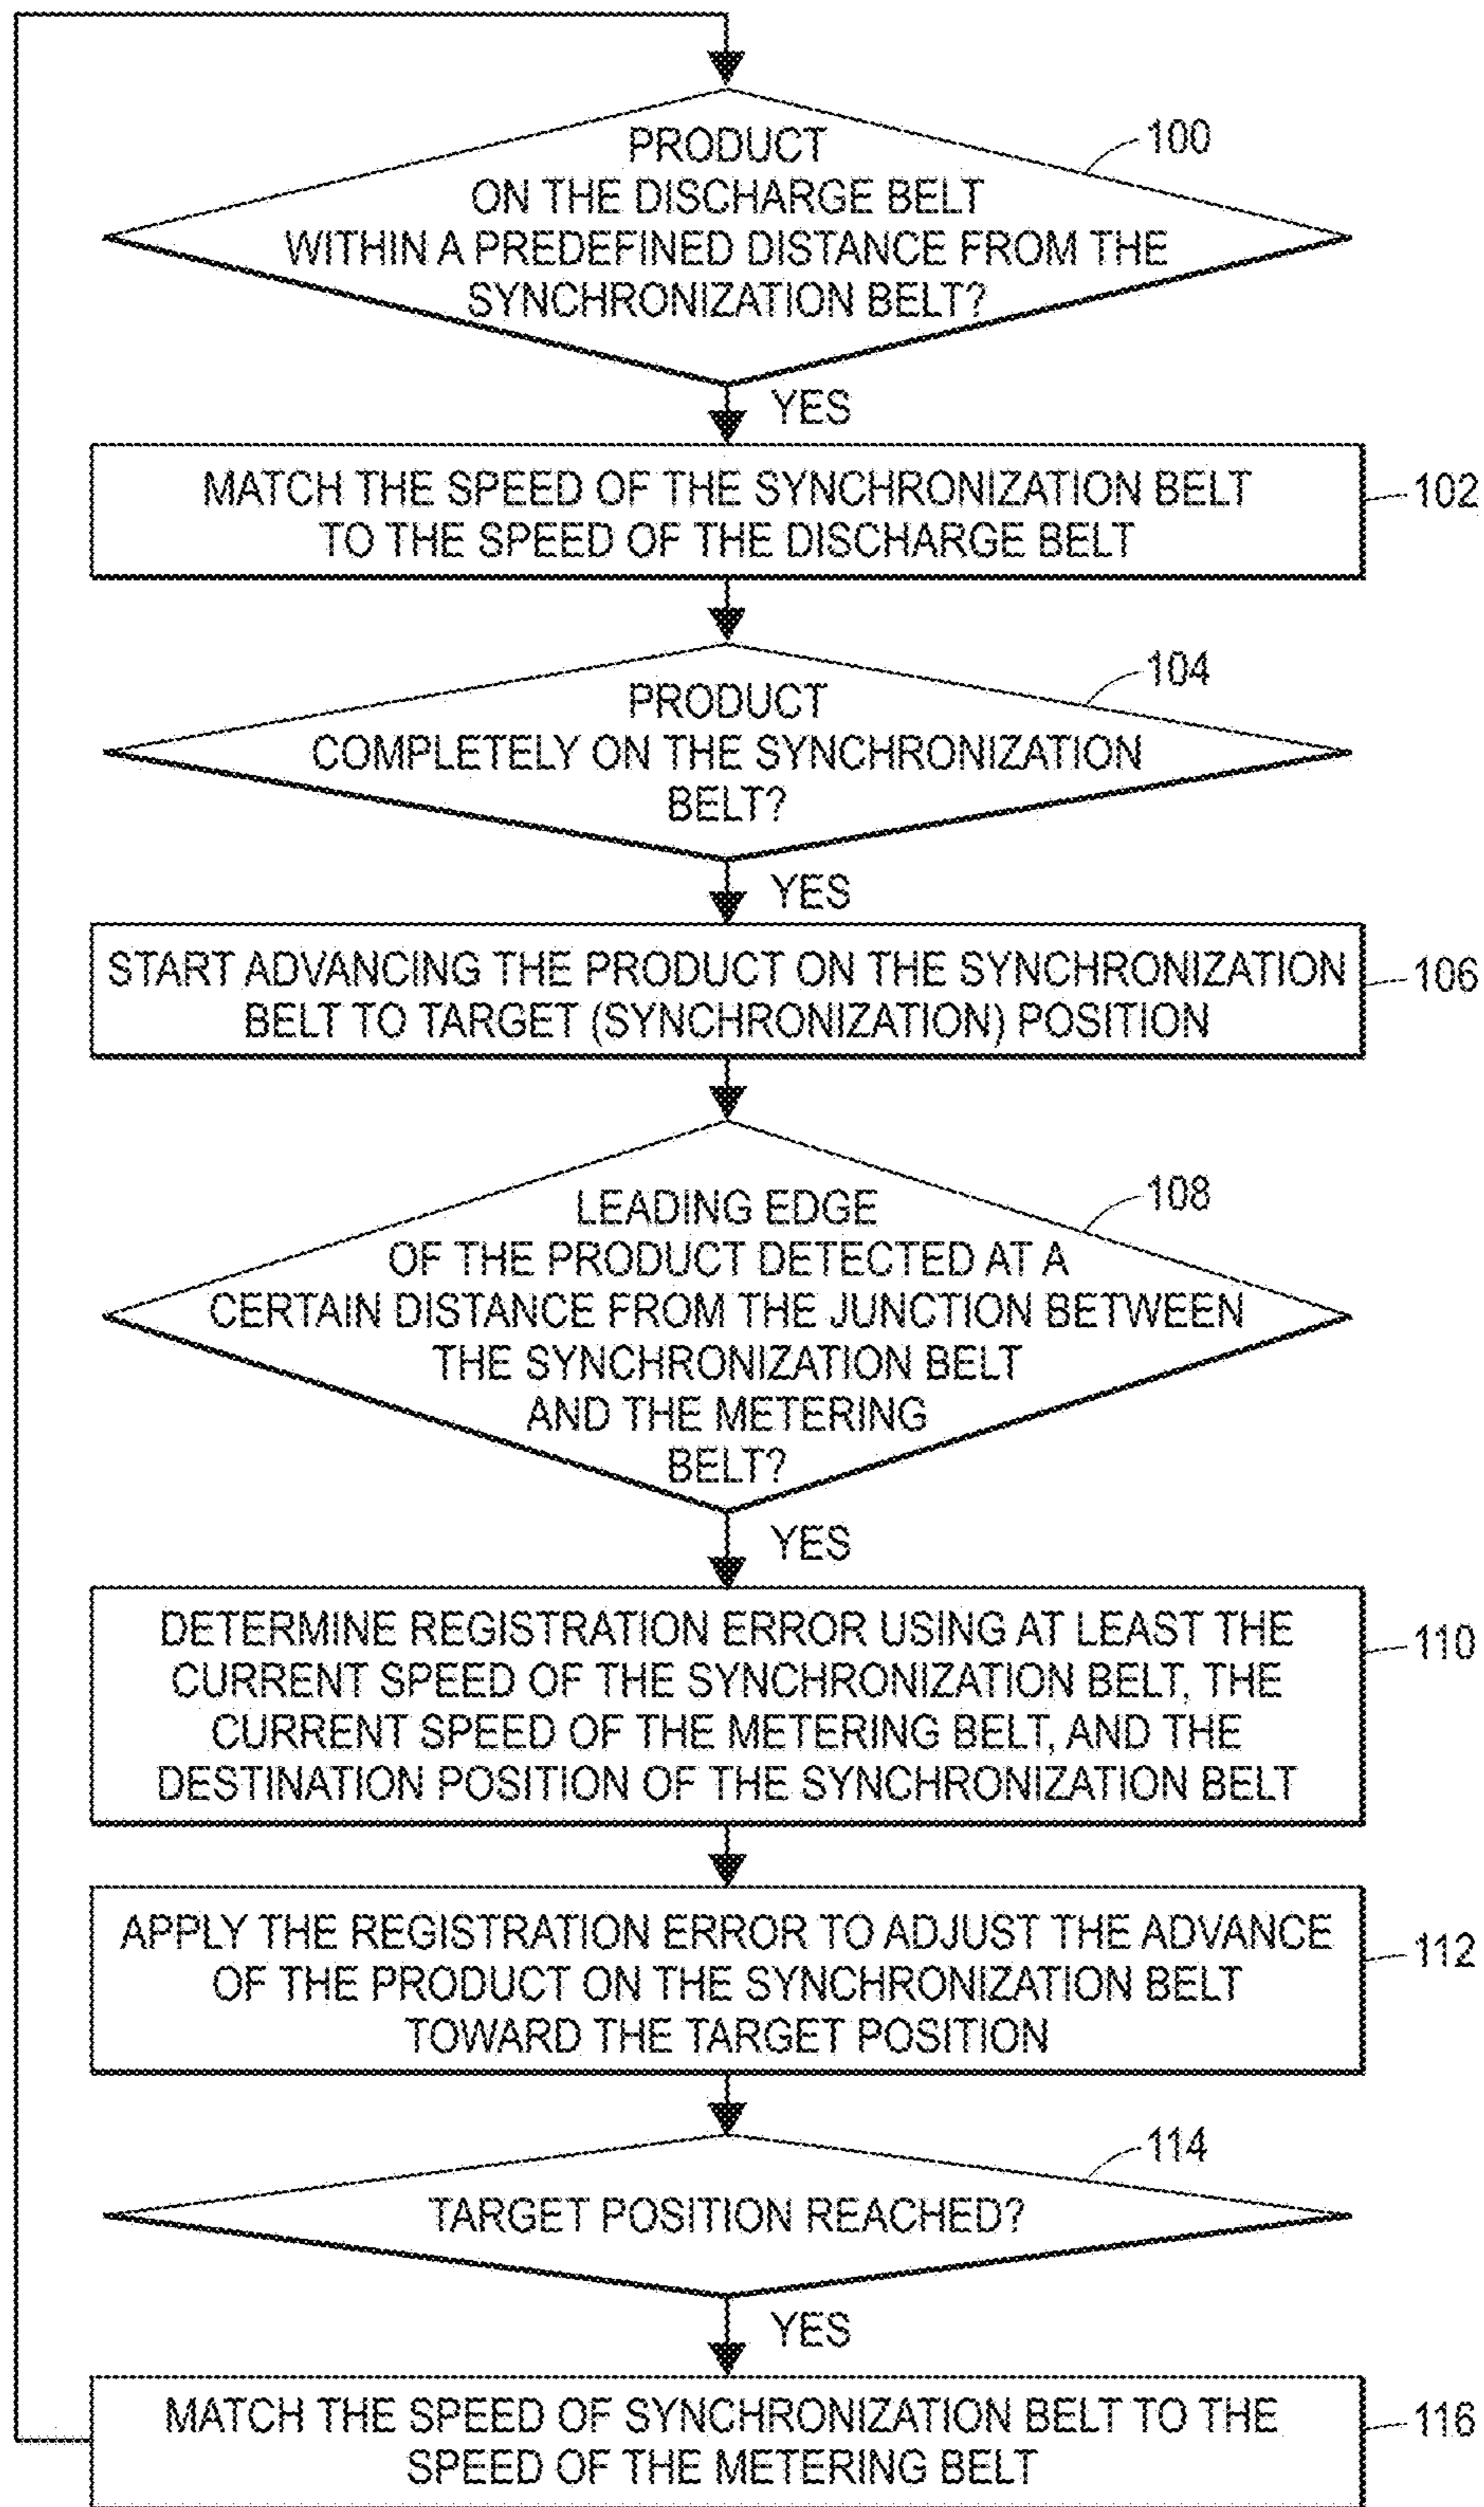 PRODUCT
ON THE DISCHARGE BELT
WITHIN A PREDEFINED DISTANCE FROM THE
SYNCHRONIZATION BELT?
100
YES
MATCH THE SPEED OF THE SYNCHRONIZATION BELT
TO THE SPEED OF THE DISCHARGE BELT
102
PRODUCT
COMPLETELY ON THE SYNCHRONIZATION
BELT?
104
YES
START ADVANCING THE PRODUCT ON THE SYNCHRONIZATION
BELT TO TARGET (SYNCHRONIZATION) POSITION
106
LEADING EDGE
OF THE PRODUCT DETECTED AT A
CERTAIN DISTANCE FROM THE JUNCTION BETWEEN
THE SYNCHRONIZATION BELT
AND THE METERING
BELT?
108
YES
DETERMINE REGISTRATION ERROR USING AT LEAST THE
CURRENT SPEED OF THE SYNCHRONIZATION BELT, THE
CURRENT SPEED OF THE METERING BELT, AND THE
DESTINATION POSITION OF THE SYNCHRONIZATION BELT
110
APPLY THE REGISTRATION ERROR TO ADJUST THE ADVANCE
OF THE PRODUCT ON THE SYNCHRONIZATION BELT
TOWARD THE TARGET POSITION
112
TARGET POSITION REACHED?
114
YES
MATCH THE SPEED OF SYNCHRONIZATION BELT TO THE
SPEED OF THE METERING BELT
116